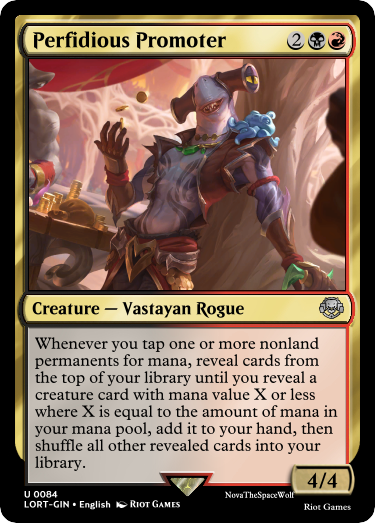 Perfidious Promoter 2
Creature — Vastayan Rogue
Whenever you tap one or more nonland
permanents for mana, reveal cards from
the top of your library until you reveal a
creature card with mana value X or less
where X is equal to the amount of mana in
your mana pool, add it to your hand, then
shuffle all other revealed cards into your
library.
4/4
U 0084
LORT-GIN • English Riot Games
NovaTheSpaceWolf
Riot Games